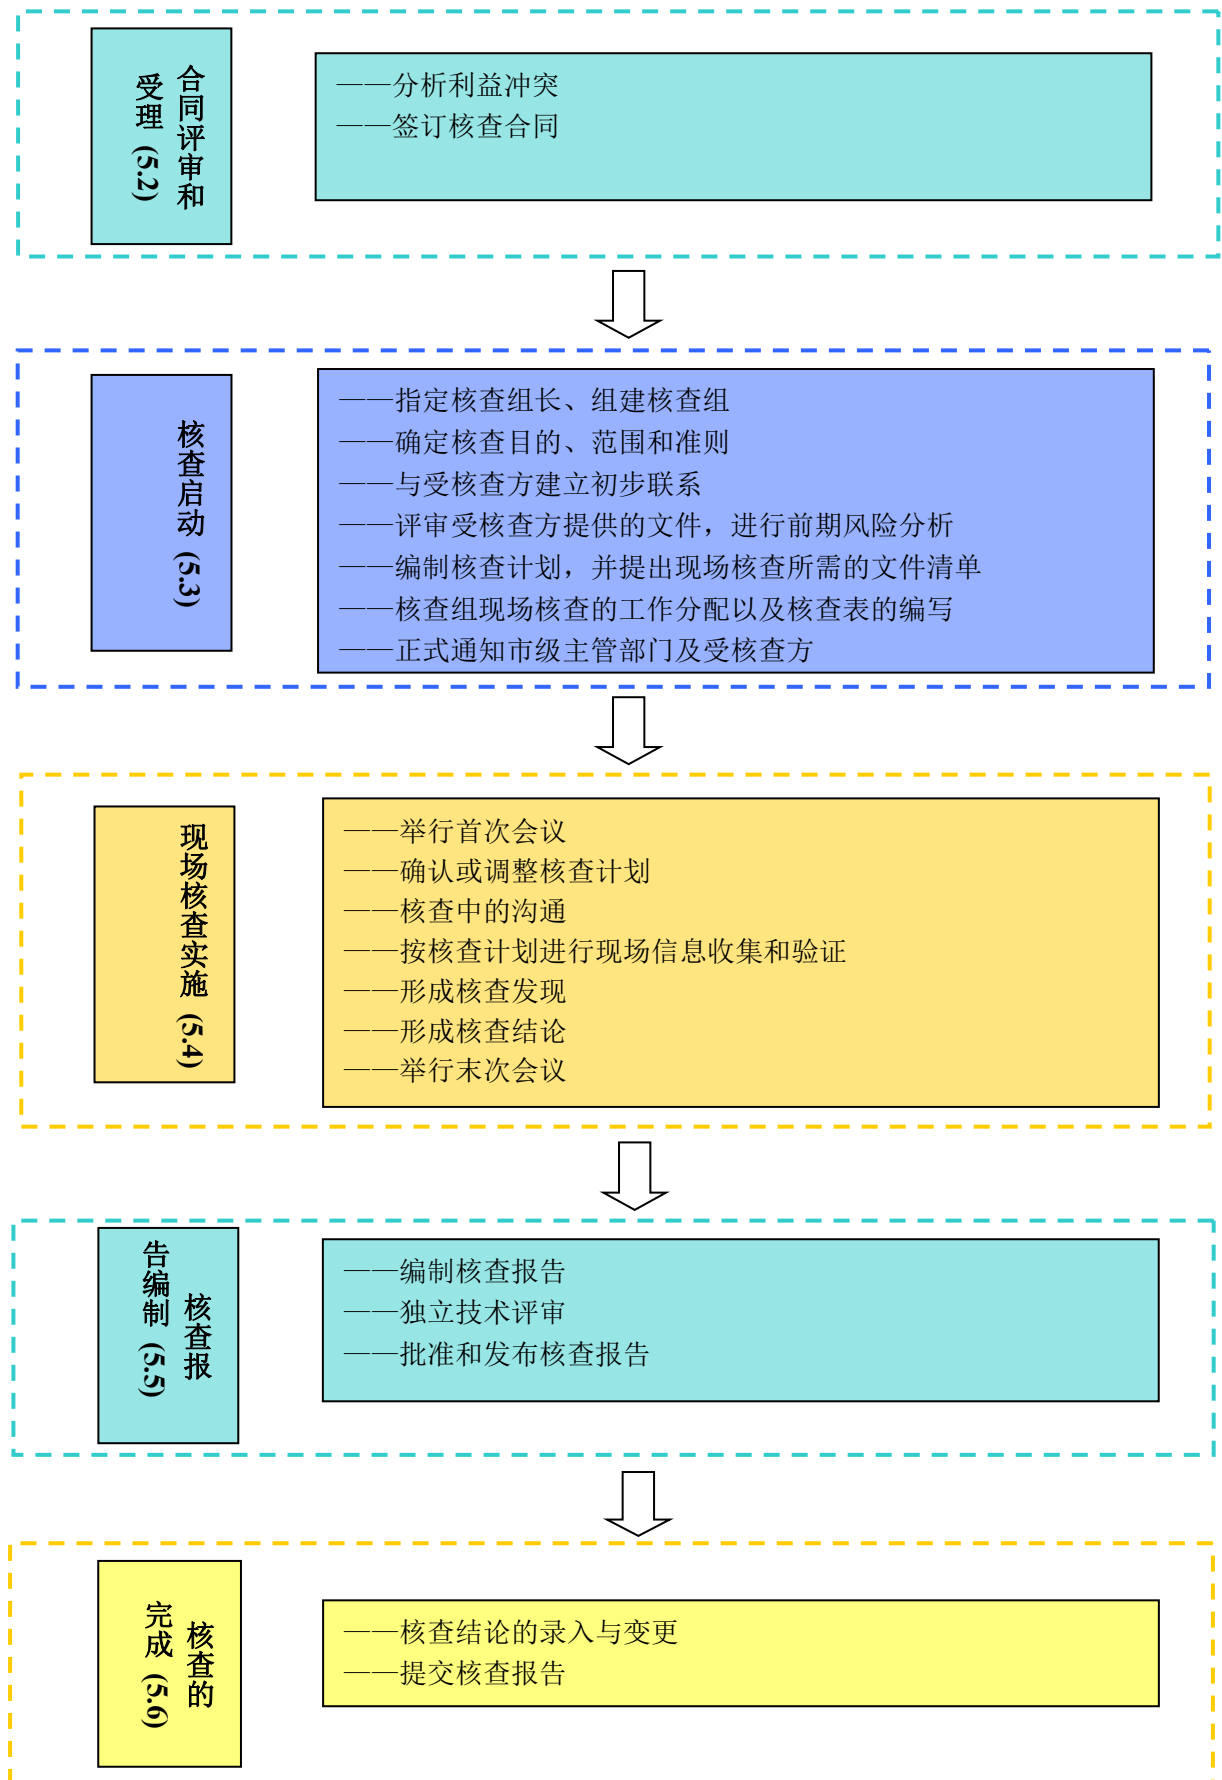 合同评审和
受理 (5.2)
——分析利益冲突
——签订核查合同
核查启动 (5.3)
——指定核查组长、组建核查组
——确定核查目的、范围和准则
——与受核查方建立初步联系
——评审受核查方提供的文件，进行前期风险分析
——编制核查计划，并提出现场核查所需的文件清单
——核查组现场核查的工作分配以及核查表的编写
——正式通知市级主管部门及受核查方
现场核查实施 (5.4)
——举行首次会议
——确认或调整核查计划
——核查中的沟通
——按核查计划进行现场信息收集和验证
——形成核查发现
——形成核查结论
——举行末次会议
核查报
告编制 (5.5)
——编制核查报告
——独立技术评审
——批准和发布核查报告
核查的
完成 (5.6)
——核查结论的录入与变更
——提交核查报告